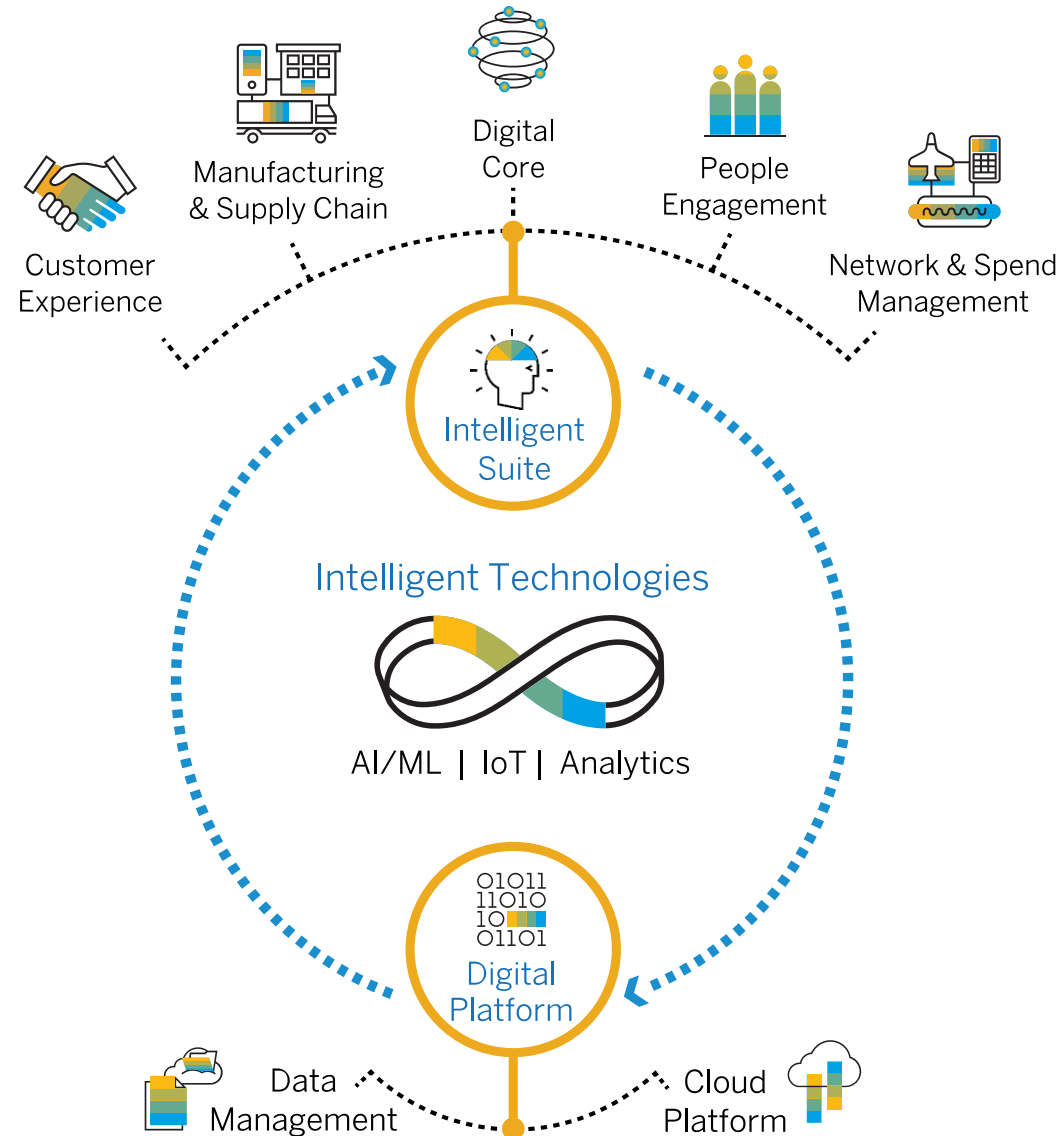 Digital
Core
Manufacturing
& Supply Chain
People
Engagement
Customer
Experience
Network & Spend
Management
Intelligent
Suite
Intelligent Technologies
AI/ML | IoT | Analytics
01011
11010
10
01101
Digital
Platform
Data
Management
Cloud
Platform